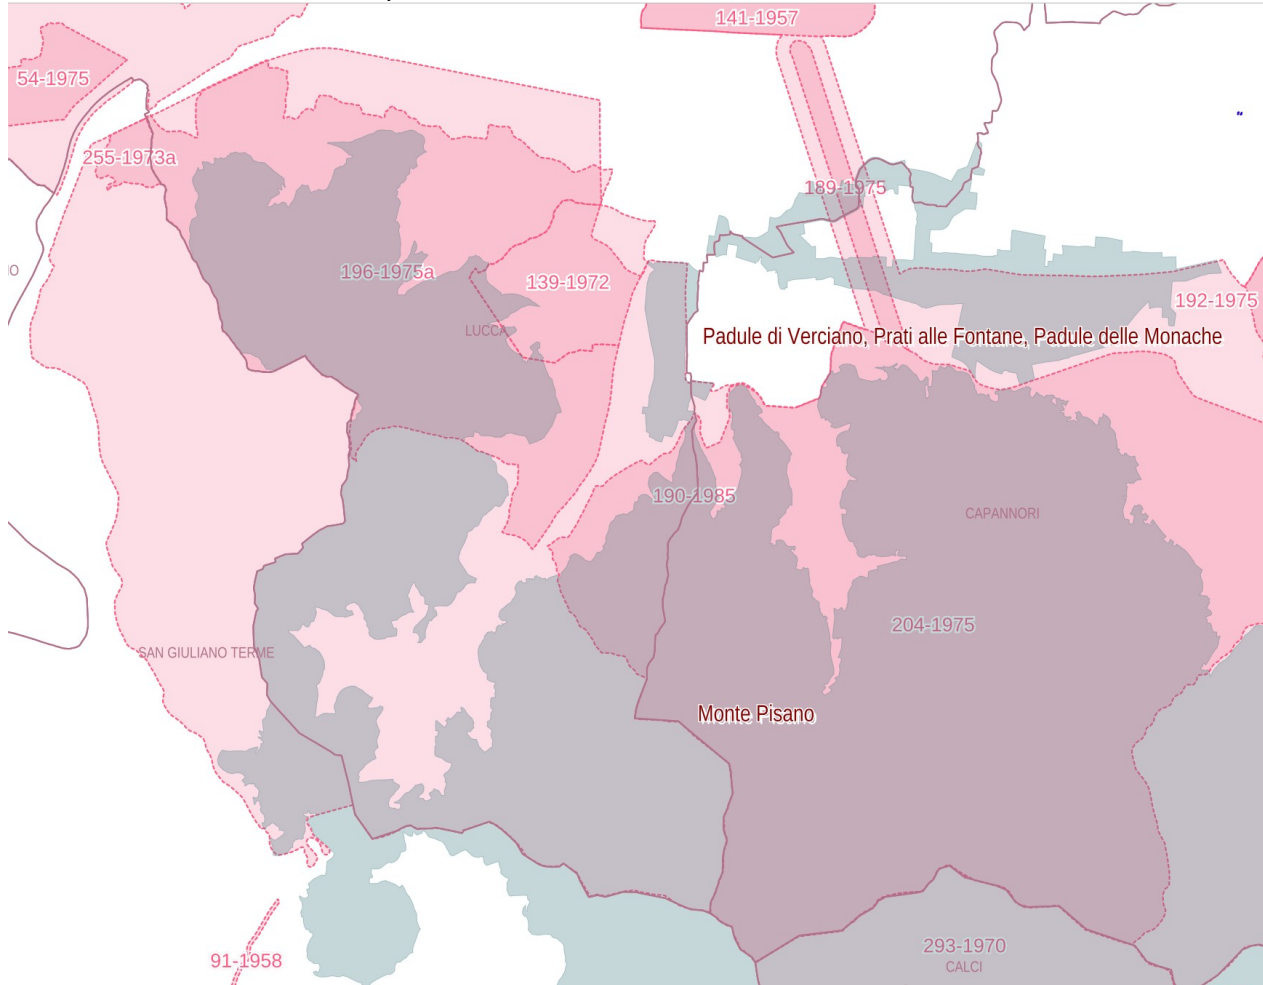 141-1957
54-1975
255-1973a
189-1975
O
196-1975a
139-1972
192-1975
LUCCA
Padule di Verciano, Prati alle Fontane, Padule delle Monache
190-1985
CAPANNORI
204-1975
SAN GIULIANO TERME
Monte Pisano
293-1970
91-1958
CALCI